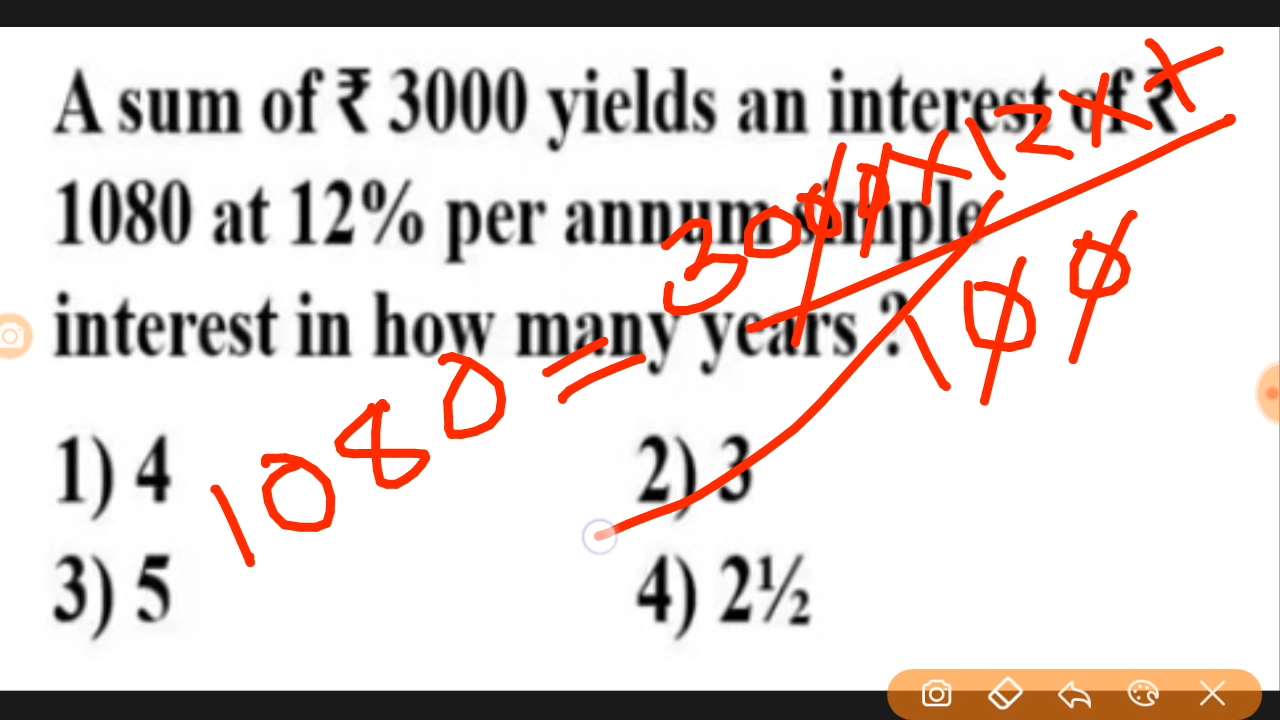 A sum of ₹ 3000 yields an interest of ₹
1080 at 12% per annum simple
interest in how many years ?
1) 4 2) 3
3) 5 4) 2½
1080 = 3000 x 12 x x
100